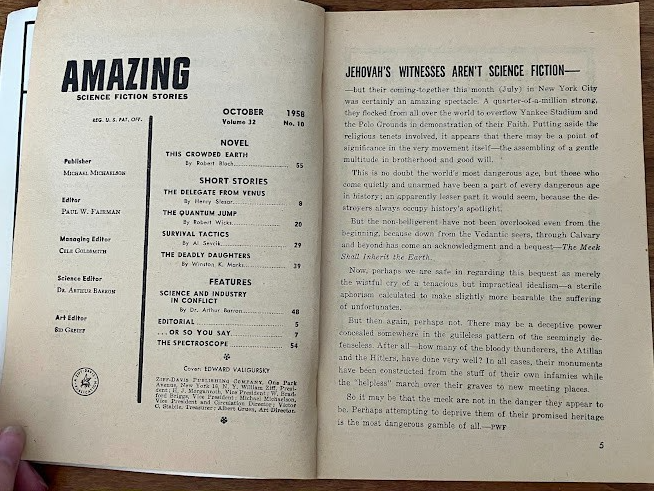 AMAZING
SCIENCE FICTION STORIES
REG. U. S. PAT. OFF.
Publisher
MICHAEL MICHAELSON
Editor
PAUL W. FAIRMAN
Managing Editor
CELE GOLDSMITH
Science Editor
DR. ARTHUR BARRON
Art Editor
SID GREIFF
OCTOBER 1958
Volume 32 No. 10
NOVEL
THIS CROWDED EARTH
By Robert Bloch 55
SHORT STORIES
THE DELEGATE FROM VENUS
By Henry Slesar 8
THE QUANTUM JUMP
By Robert Wicks 20
SURVIVAL TACTICS
By Al Sevcik 29
THE DEADLY DAUGHTERS
By Winston K. Marks 39
FEATURES
SCIENCE AND INDUSTRY
IN CONFLICT
By Dr. Arthur Barron 48
EDITORIAL 5
. . . OR SO YOU SAY 7
THE SPECTROSCOPE 54
Cover: EDWARD VALIGURSKY
ZIFF-DAVIS PUBLISHING COMPANY, One Park
Avenue, New York 16, N. Y. William Ziff, Presi-
dent; H. J. Morganroth, Vice President; W. Brad-
ford Briggs, Vice President; Michael Michaelson,
Vice President and Circulation Director; Victor
C. Stabile, Treasurer; Albert Gruen, Art Director.
JEHOVAH'S WITNESSES AREN'T SCIENCE FICTION—
—but their coming-together this month (July) in New York City
was certainly an amazing spectacle. A quarter-of-a-million strong,
they flocked from all over the world to overflow Yankee Stadium and
the Polo Grounds in demonstration of their Faith. Putting aside the
religious tenets involved, it appears that there may be a point of
significance in the very movement itself—the assembling of a gentle
multitude in brotherhood and good will.
This is no doubt the world's most dangerous age, but those who
come quietly and unarmed have been a part of every dangerous age
in history; an apparently lesser part it would seem, because the de-
stroyers always occupy history's spotlight.
But the non-belligerent have not been overlooked even from the
beginning, because down from the Vedantic seers, through Calvary
and beyond has come an acknowledgment and a bequest—The Meek
Shall Inherit the Earth.
Now, perhaps we are safe in regarding this bequest as merely
the wistful cry of a tenacious but impractical idealism—a sterile
aphorism calculated to make slightly more bearable the suffering
of unfortunates.
But then again, perhaps not. There may be a deceptive power
concealed somewhere in the guileless pattern of the seemingly de-
fenseless. After all—how many of the bloody thunderers, the Attilas
and the Hitlers, have done very well? In all cases, their monuments
have been constructed from the stuff of their own infamies while
the "helpless" march over their graves to new meeting places.
So it may be that the meek are not in the danger they appear to
be. Perhaps attempting to deprive them of their promised heritage
is the most dangerous gamble of all.—PWF
5